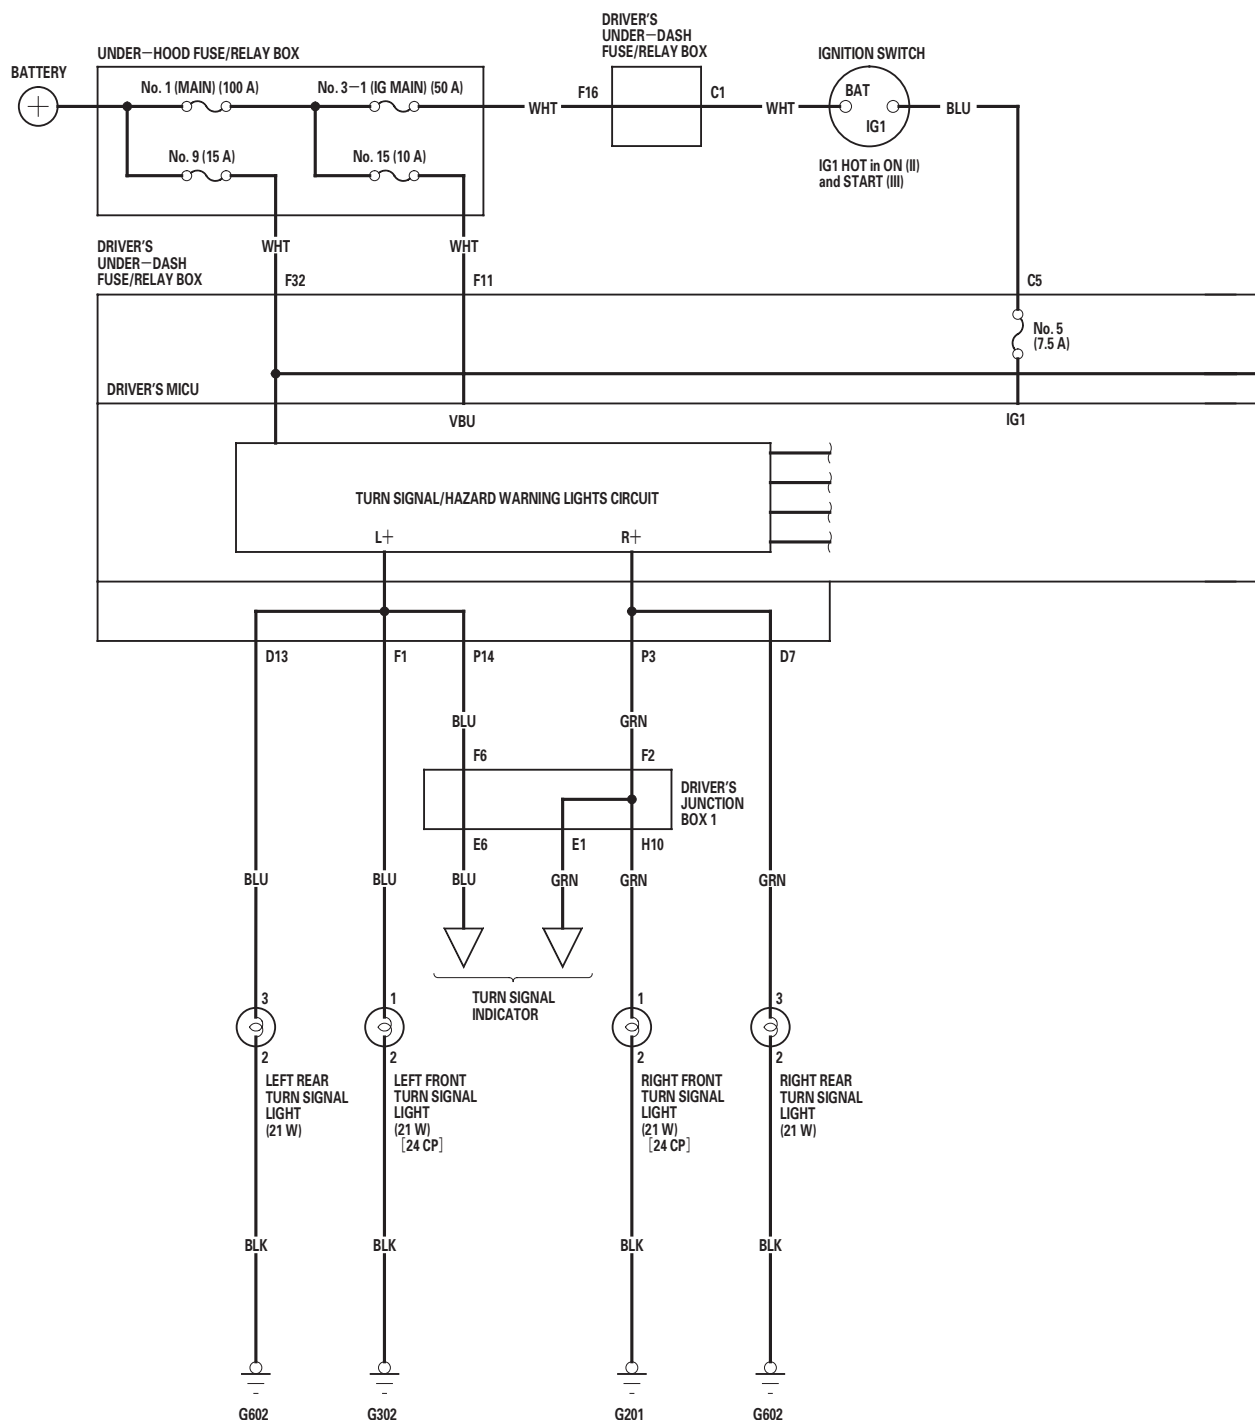 DRIVER'S
UNDER—DASH
FUSE/RELAY BOX
UNDER—HOOD FUSE/RELAY BOX
IGNITION SWITCH
BATTERY
No. 1 (MAIN) (100 A)
No. 3—1 (IG MAIN) (50 A)
F16
C1
BAT
WHT
WHT
BLU
IG1
No. 9 (15 A)
No. 15 (10 A)
IG1 HOT in ON (II)
and START (III)
DRIVER'S
UNDER—DASH
FUSE/RELAY BOX
WHT
WHT
F32
F11
C5
No. 5
(7.5 A)
DRIVER'S MICU
VBU
IG1
TURN SIGNAL/HAZARD WARNING LIGHTS CIRCUIT
L+
R+
D13
F1
P14
P3
D7
BLU
GRN
F6
F2
DRIVER'S
JUNCTION
BOX 1
E6
E1
H10
BLU
BLU
BLU
GRN
GRN
GRN
TURN SIGNAL
INDICATOR
3
1
1
3
2
2
2
2
LEFT REAR
TURN SIGNAL
LIGHT
(21 W)
LEFT FRONT
TURN SIGNAL
LIGHT
(21 W)
[24 CP]
RIGHT FRONT
TURN SIGNAL
LIGHT
(21 W)
[24 CP]
RIGHT REAR
TURN SIGNAL
LIGHT
(21 W)
BLK
BLK
BLK
BLK
G602
G302
G201
G602